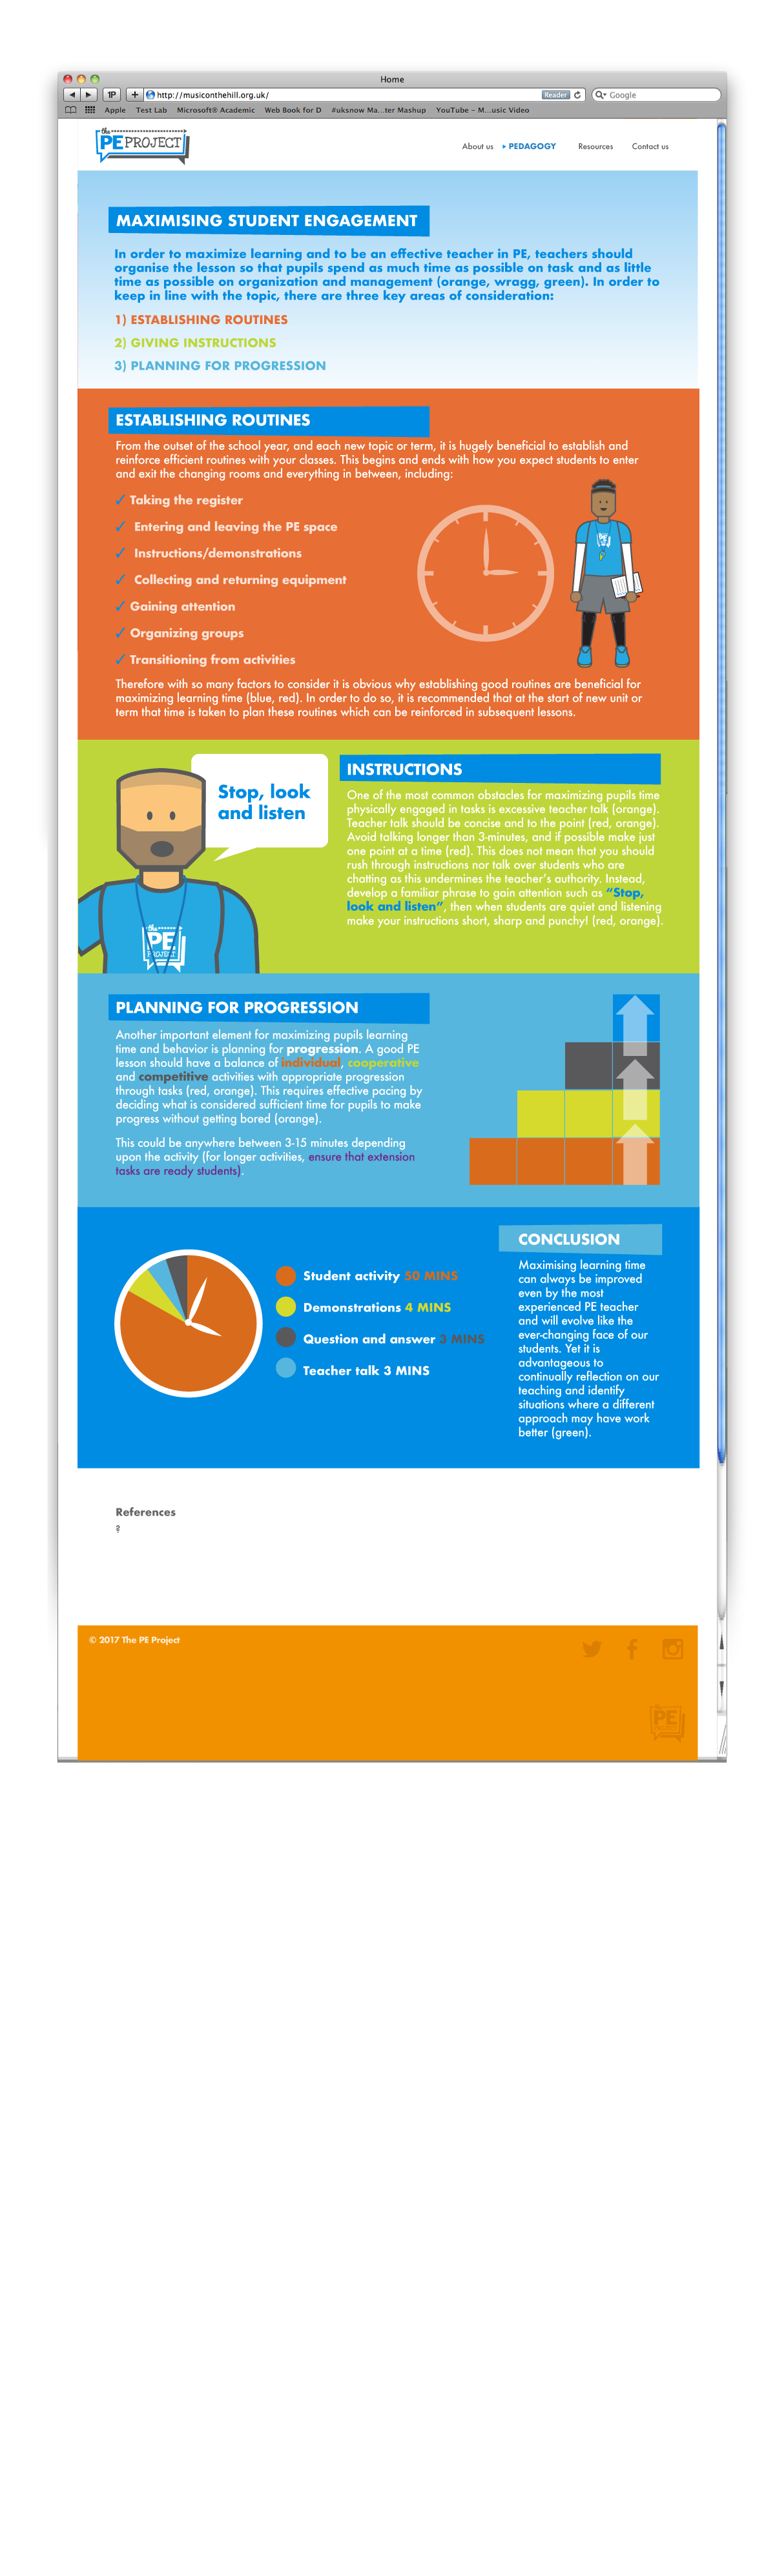 Home
http://musiconthehill.org.uk/
Reader
Google
Apple Test Lab Microsoft® Academic Web Book for D #uksnow Ma...ter Mashup YouTube – M...usic Video
the
PE PROJECT
About us PEDAGOGY Resources Contact us
MAXIMISING STUDENT ENGAGEMENT
In order to maximize learning and to be an effective teacher in PE, teachers should
organise the lesson so that pupils spend as much time as possible on task and as little
time as possible on organization and management (orange, wragg, green). In order to
keep in line with the topic, there are three key areas of consideration:
1) ESTABLISHING ROUTINES
2) GIVING INSTRUCTIONS
3) PLANNING FOR PROGRESSION
ESTABLISHING ROUTINES
From the outset of the school year, and each new topic or term, it is hugely beneficial to establish and
reinforce efficient routines with your classes. This begins and ends with how you expect students to enter
and exit the changing rooms and everything in between, including:
✓ Taking the register
✓ Entering and leaving the PE space
✓ Instructions/demonstrations
✓ Collecting and returning equipment
✓ Gaining attention
✓ Organizing groups
✓ Transitioning from activities
Therefore with so many factors to consider it is obvious why establishing good routines are beneficial for
maximizing learning time (blue, red). In order to do so, it is recommended that at the start of new unit or
term that time is taken to plan these routines which can be reinforced in subsequent lessons.
Stop, look
and listen
the
PE
PROJECT
INSTRUCTIONS
One of the most common obstacles for maximizing pupils time
physically engaged in tasks is excessive teacher talk (orange).
Teacher talk should be concise and to the point (red, orange).
Avoid talking longer than 3-minutes, and if possible make just
one point at a time (red). This does not mean that you should
rush through instructions nor talk over students who are
chatting as this undermines the teacher's authority. Instead,
develop a familiar phrase to gain attention such as “Stop,
look and listen”, then when students are quiet and listening
make your instructions short, sharp and punchy! (red, orange).
PLANNING FOR PROGRESSION
Another important element for maximizing pupils learning
time and behavior is planning for progression. A good PE
lesson should have a balance of individual, cooperative
and competitive activities with appropriate progression
through tasks (red, orange). This requires effective pacing by
deciding what is considered sufficient time for pupils to make
progress without getting bored (orange).
This could be anywhere between 3-15 minutes depending
upon the activity (for longer activities, ensure that extension
tasks are ready students).
Student activity 50 MINS
Demonstrations 4 MINS
Question and answer 3 MINS
Teacher talk 3 MINS
CONCLUSION
Maximising learning time
can always be improved
even by the most
experienced PE teacher
and will evolve like the
ever-changing face of our
students. Yet it is
advantageous to
continually reflection on our
teaching and identify
situations where a different
approach may have work
better (green).
References
?
© 2017 The PE Project
PE